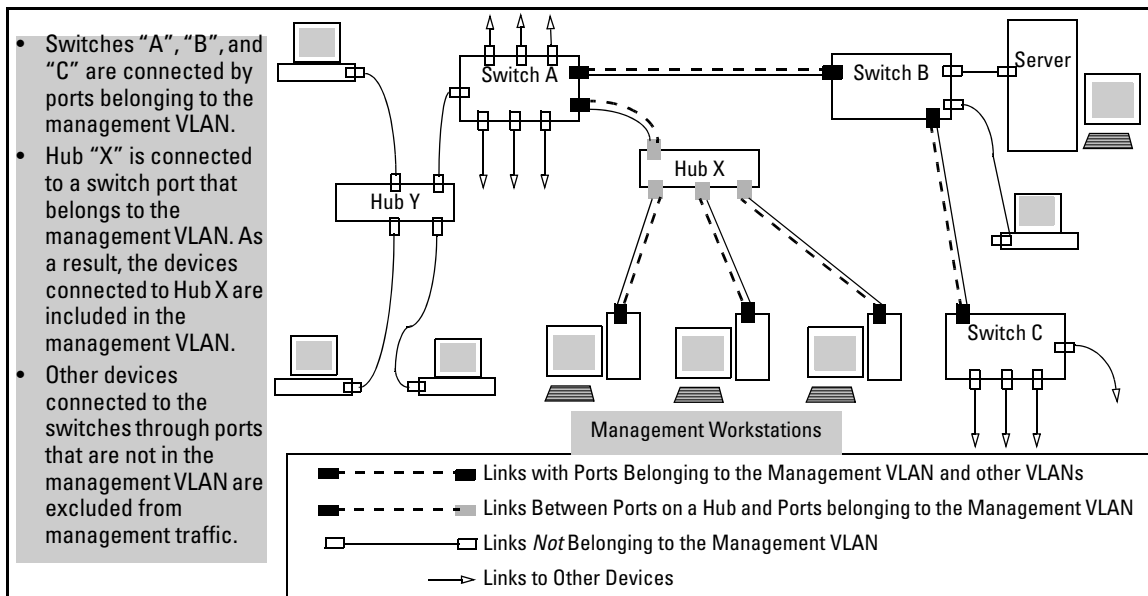 • Switches “A”, “B”, and
“C” are connected by
ports belonging to the
management VLAN.
• Hub “X” is connected
to a switch port that
belongs to the
management VLAN. As
a result, the devices
connected to Hub X are
included in the
management VLAN.
• Other devices
connected to the
switches through ports
that are not in the
management VLAN are
excluded from
management traffic.
Switch A
Switch B
Server
Hub X
Hub Y
Switch C
Management Workstations
Links with Ports Belonging to the Management VLAN and other VLANs
Links Between Ports on a Hub and Ports belonging to the Management VLAN
Links Not Belonging to the Management VLAN
Links to Other Devices